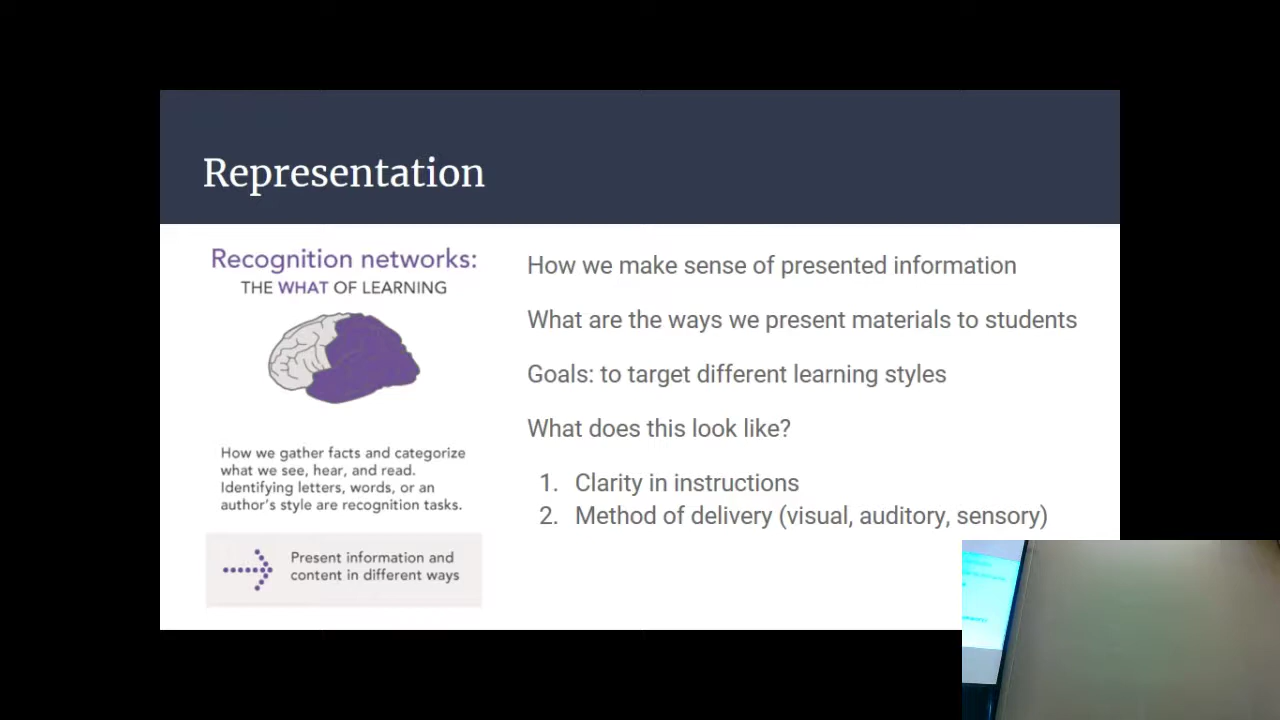 Representation
Recognition networks:
THE WHAT OF LEARNING
How we gather facts and categorize
what we see, hear, and read.
Identifying letters, words, or an
author's style are recognition tasks.
Present information and
content in different ways
How we make sense of presented information
What are the ways we present materials to students
Goals: to target different learning styles
What does this look like?
1. Clarity in instructions
2. Method of delivery (visual, auditory, sensory)